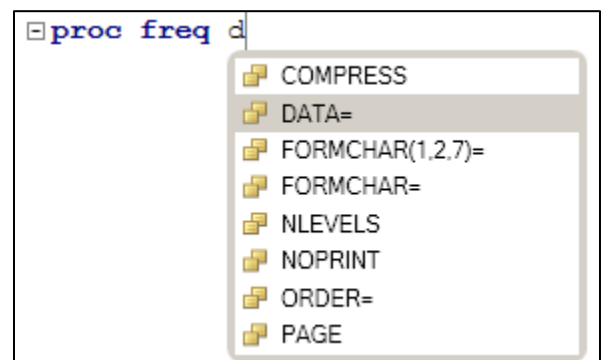 proc freq d
COMPRESS
DATA=
FORMCHAR(1,2,7)=
FORMCHAR=
NLEVELS
NOPRINT
ORDER=
PAGE